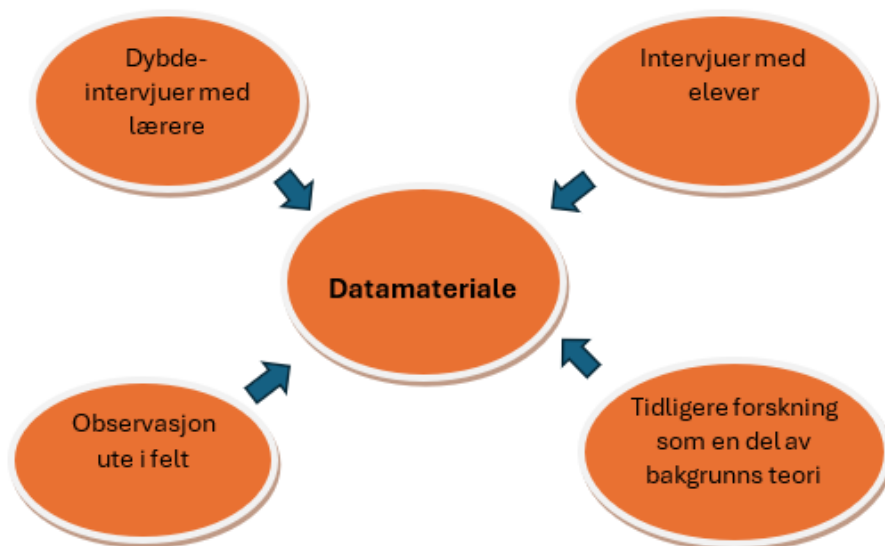 Dybde-
intervjuer med
lærere
Intervjuer med
elever
Datamateriale
Observasjon
ute i felt
Tidligere forskning
som en del av
bakgrunns teori